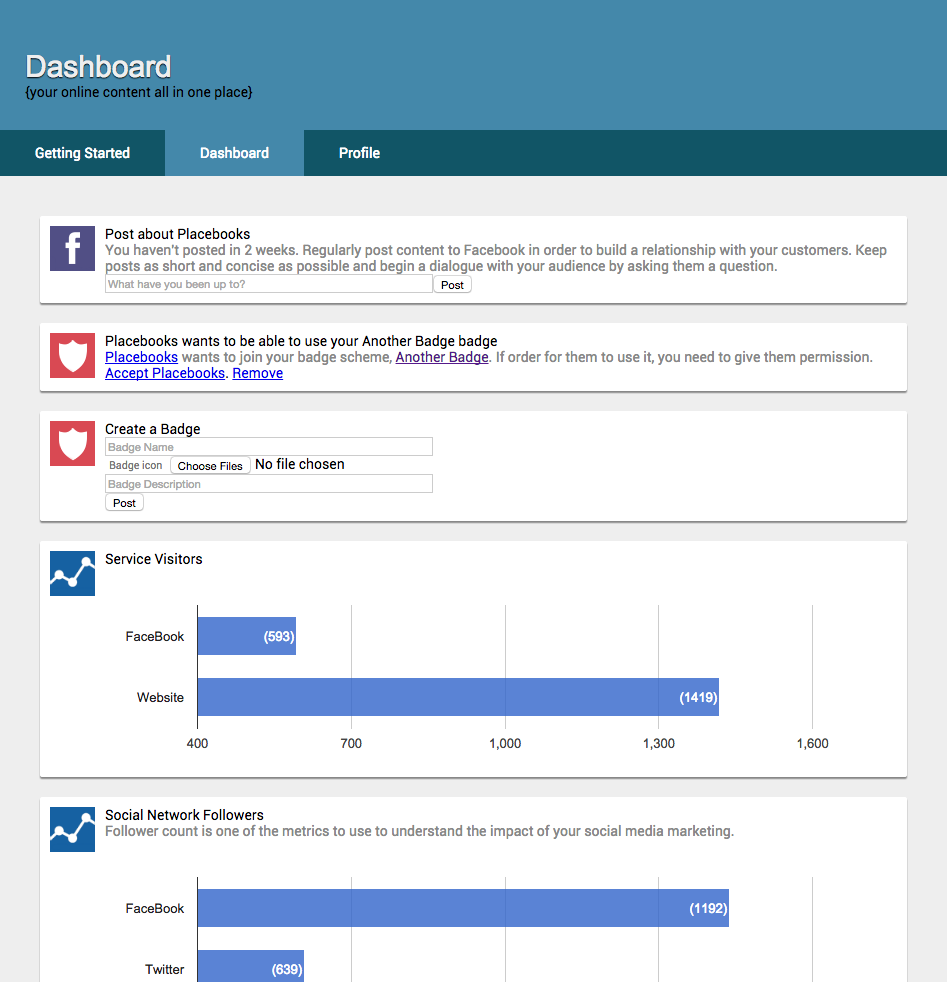 Dashboard
{your online content all in one place}
Getting Started
Dashboard
Profile
Post about Placebooks
You haven't posted in 2 weeks. Regularly post content to Facebook in order to build a relationship with your customers. Keep
posts as short and concise as possible and begin a dialogue with your audience by asking them a question.
What have you been up to? Post
Placebooks wants to be able to use your Another Badge badge
Placebooks wants to join your badge scheme, Another Badge. If order for them to use it, you need to give them permission.
Accept Placebooks. Remove
Create a Badge
Badge Name
Badge icon Choose Files No file chosen
Badge Description
Post
Service Visitors
FaceBook (593)
Website (1419)
400 700 1,000 1,300 1,600
Social Network Followers
Follower count is one of the metrics to use to understand the impact of your social media marketing.
FaceBook (1192)
Twitter (639)